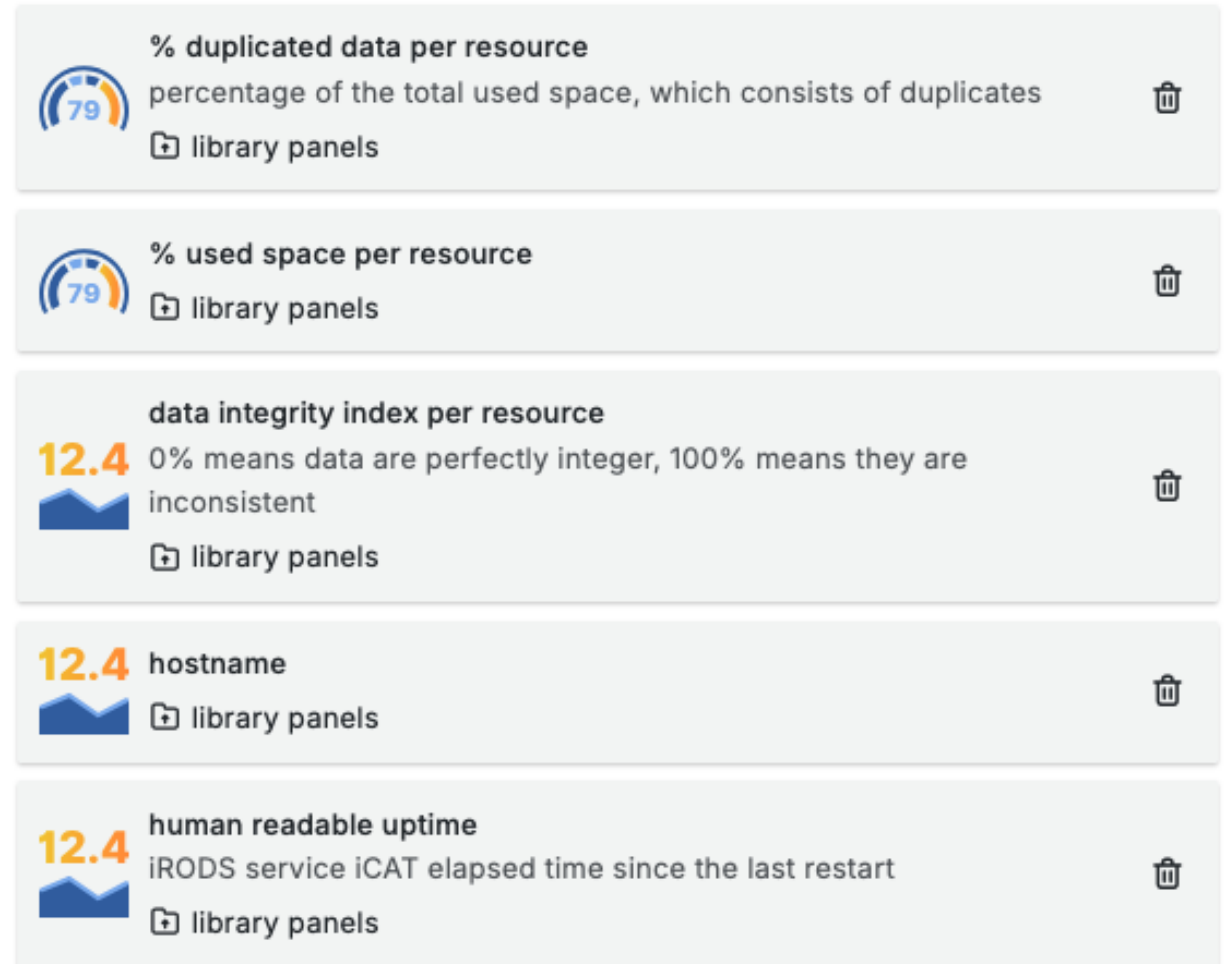 % duplicated data per resource
79 percentage of the total used space, which consists of duplicates
library panels
% used space per resource
79
library panels
data integrity index per resource
12.4 0% means data are perfectly integer, 100% means they are
inconsistent
library panels
12.4 hostname
library panels
human readable uptime
12.4 iRODS service iCAT elapsed time since the last restart
library panels